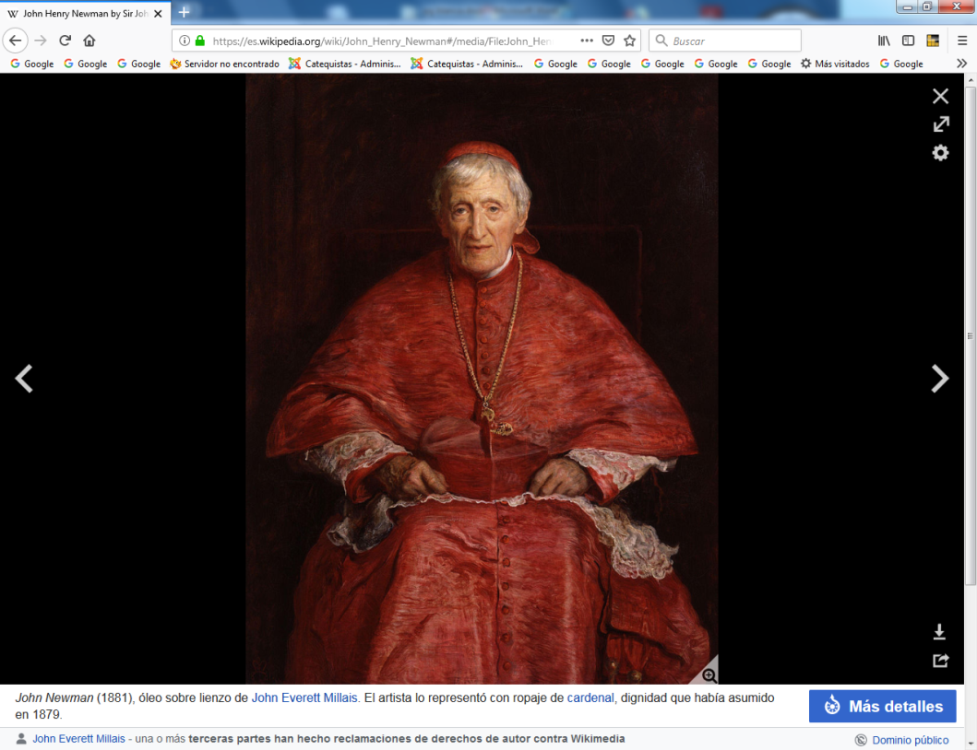 John Henry Newman by Sir Joh
https://es.wikipedia.org/wiki/John_Henry_Newman#/media/File:John_Her
Buscar
Google Google Google Servidor no encontrado Catequistas - Adminis... Catequistas - Adminis... Google Google Google Google Google Más visitados Google
John Newman (1881), óleo sobre lienzo de John Everett Millais. El artista lo representó con ropaje de cardenal, dignidad que había asumido
en 1879.
Más detalles
John Everett Millais - una o más terceras partes han hecho reclamaciones de derechos de autor contra Wikimedia
Dominio público